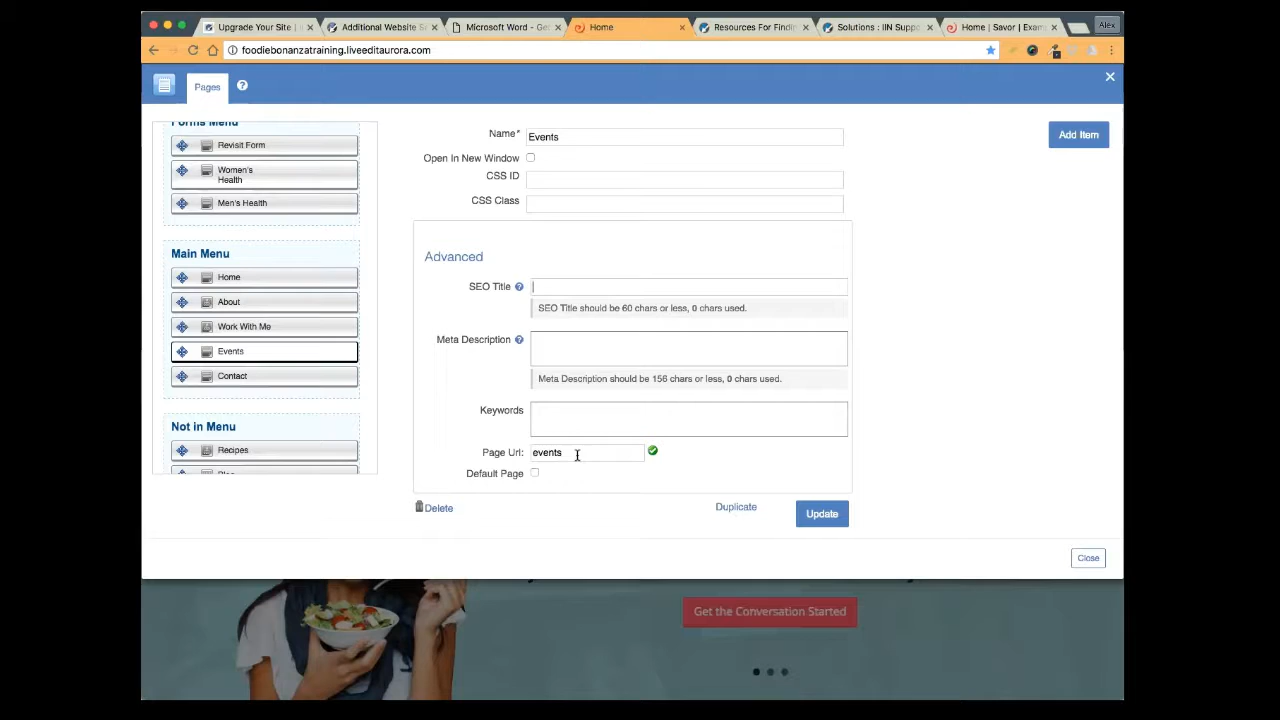 Upgrade Your Site | I
Additional Website S
Microsoft Word - Ge
Home
Resources For Findin
Solutions : IIN Suppo
Home | Savor | Exam
Alex
foodiebonanzatraining.liveeditaurora.com
Pages
Forms Menu
Revisit Form
Women's
Health
Men's Health
Main Menu
Home
About
Work With Me
Events
Contact
Not in Menu
Recipes
Name* Events
Open In New Window
CSS ID
CSS Class
Add Item
Advanced
SEO Title
SEO Title should be 60 chars or less, 0 chars used.
Meta Description
Meta Description should be 156 chars or less, 0 chars used.
Keywords
Page Url: events
Default Page
Delete
Duplicate
Update
Close
Get the Conversation Started